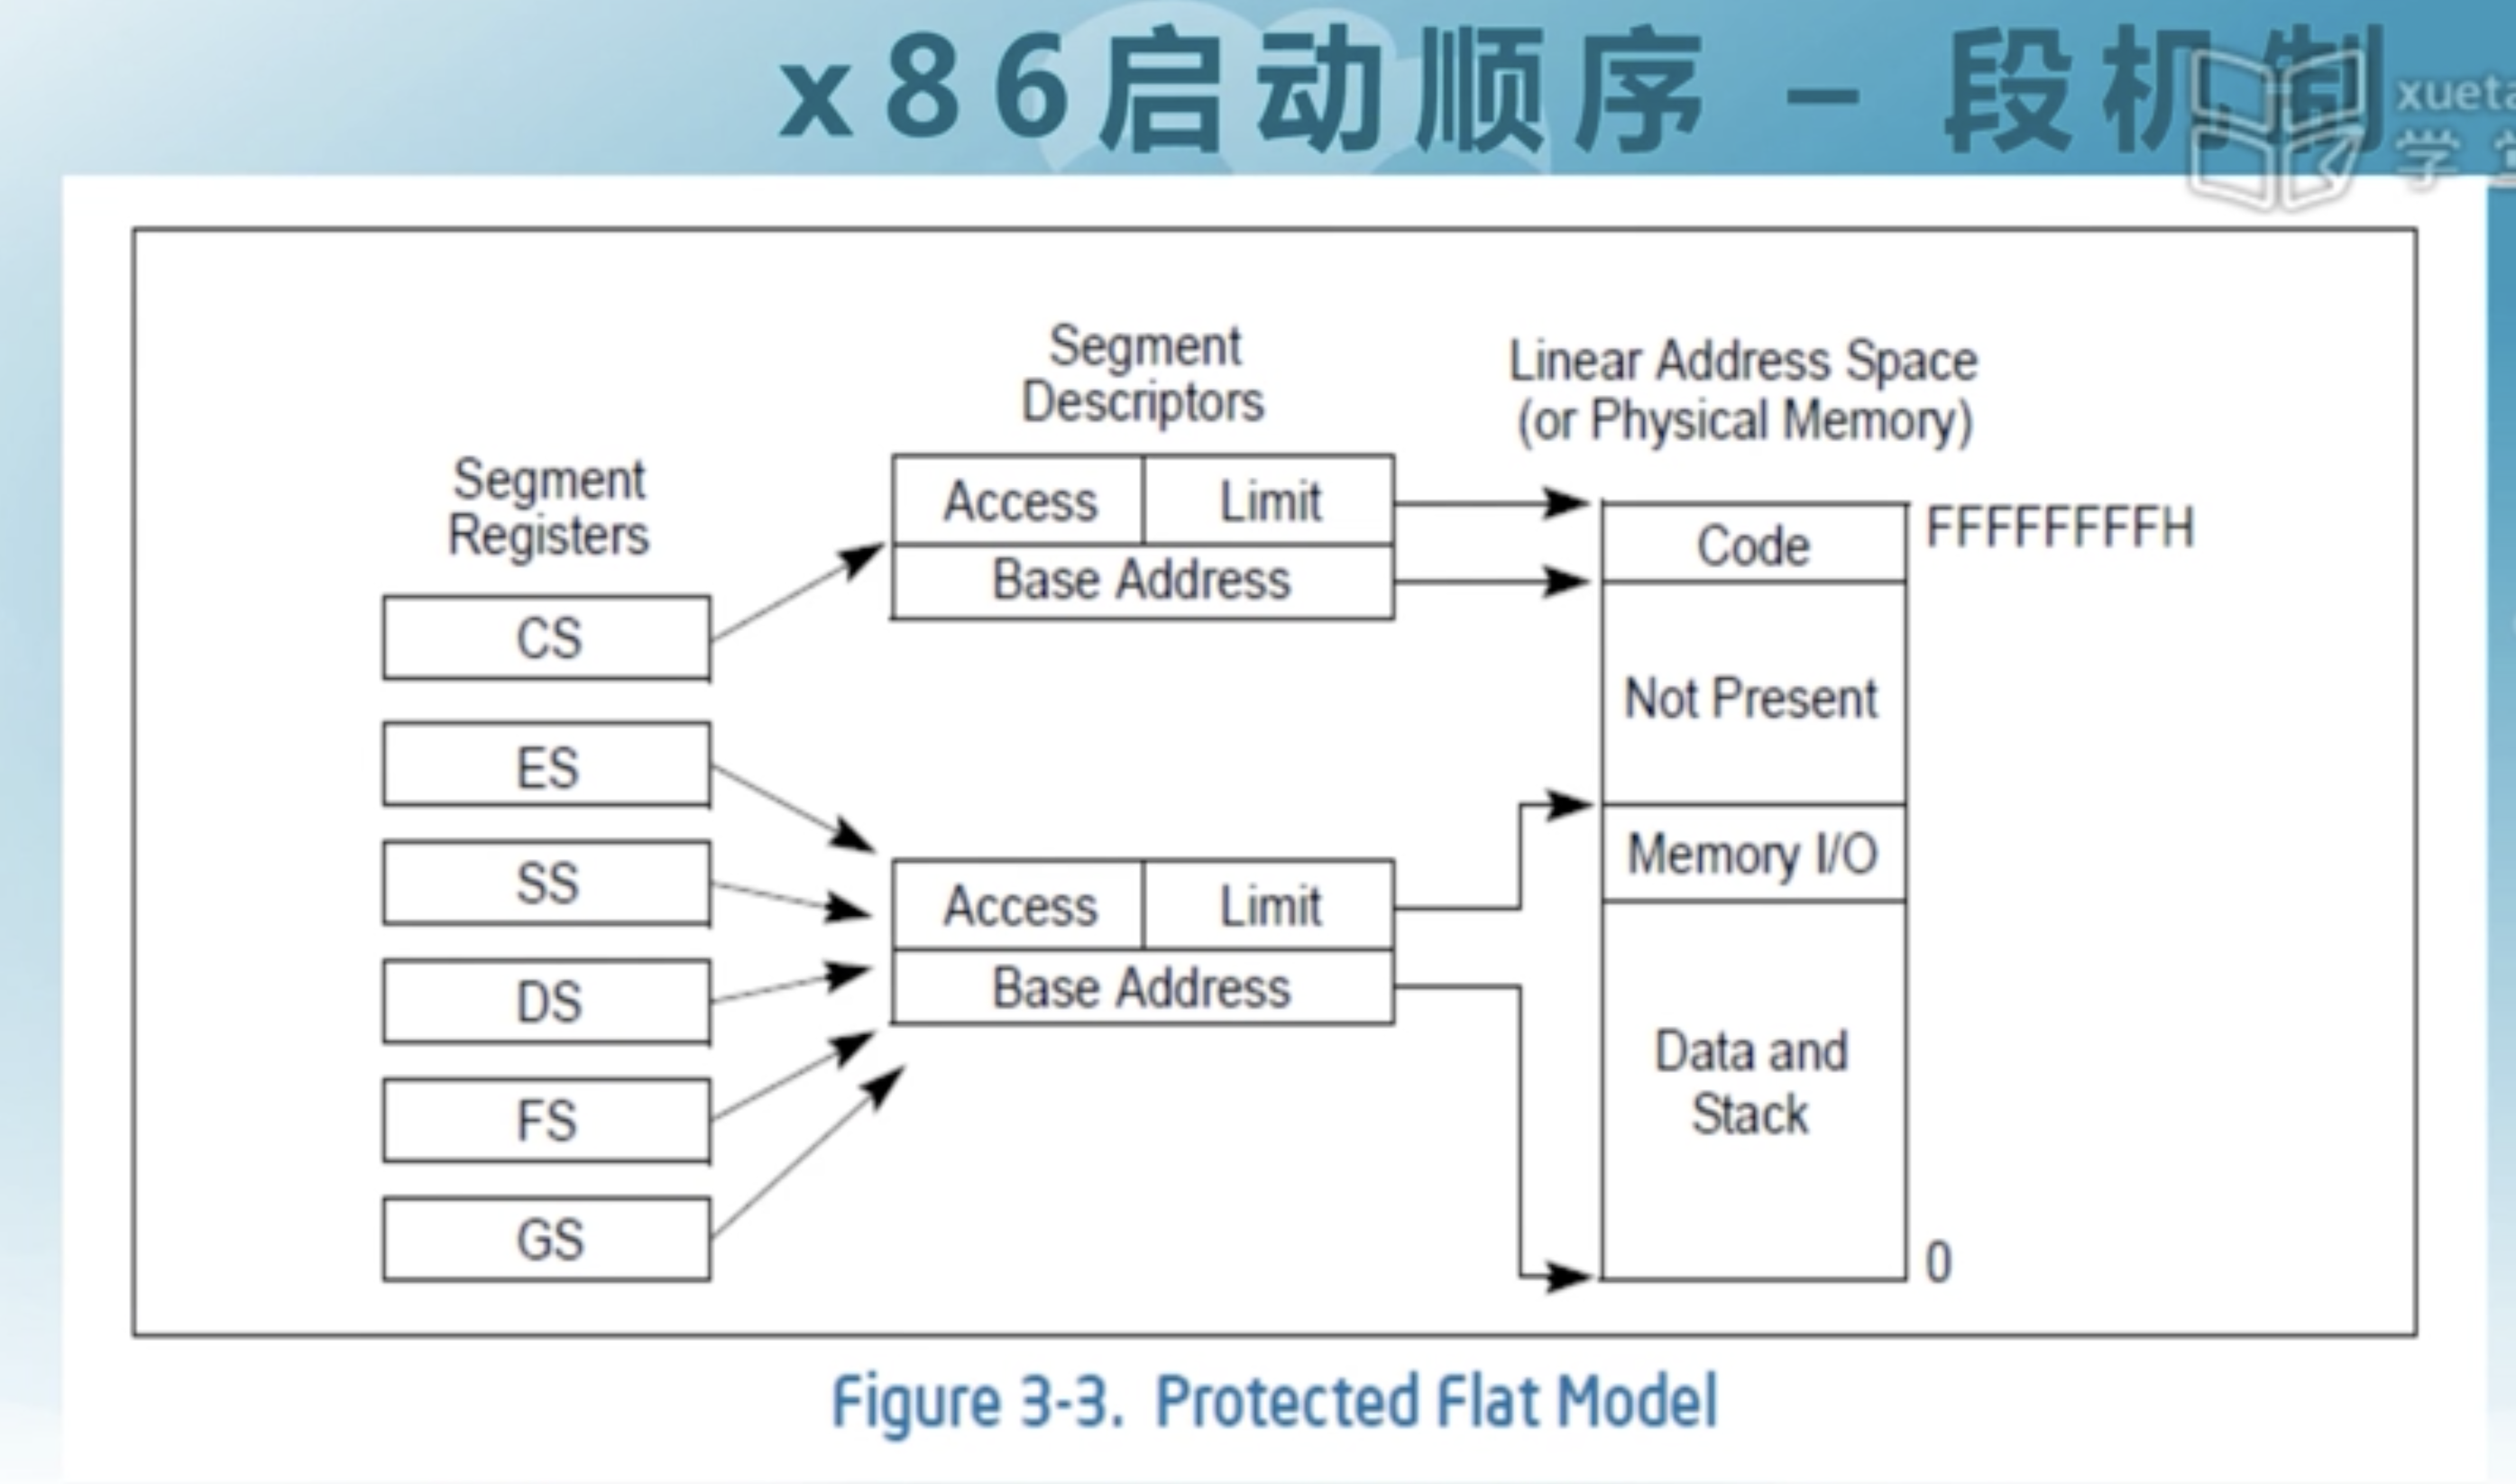 x86启动顺序 – 段机制
学
Segment
Descriptors
Linear Address Space
(or Physical Memory)
Segment
Registers
Access
Limit
Base Address
Code
FFFFFFFFH
CS
Not Present
ES
SS
Access
Limit
Memory I/O
DS
Base Address
Data and
Stack
FS
GS
0
Figure 3-3. Protected Flat Model